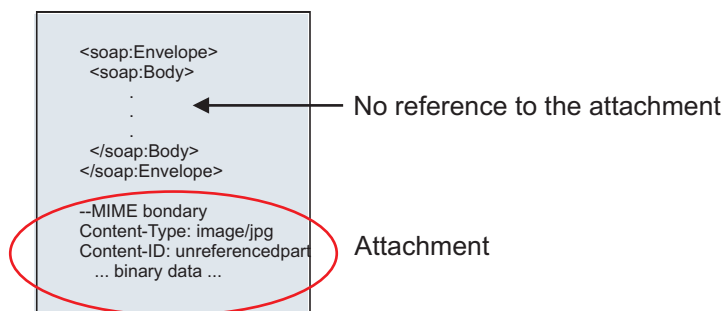 <soap:Envelope>
<soap:Body>
.
.
.
No reference to the attachment
</soap:Body>
</soap:Envelope>
--MIME bondary
Content-Type: image/jpg
Content-ID: unreferencedpart
... binary data ...
Attachment